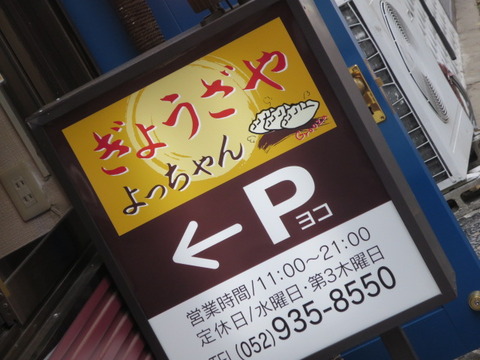 ぎょうざや
よっちゃん
←P
ヨコ
営業時間/11:00～21:00
定休日/水曜日・第3木曜日
TEL(052)935-8550